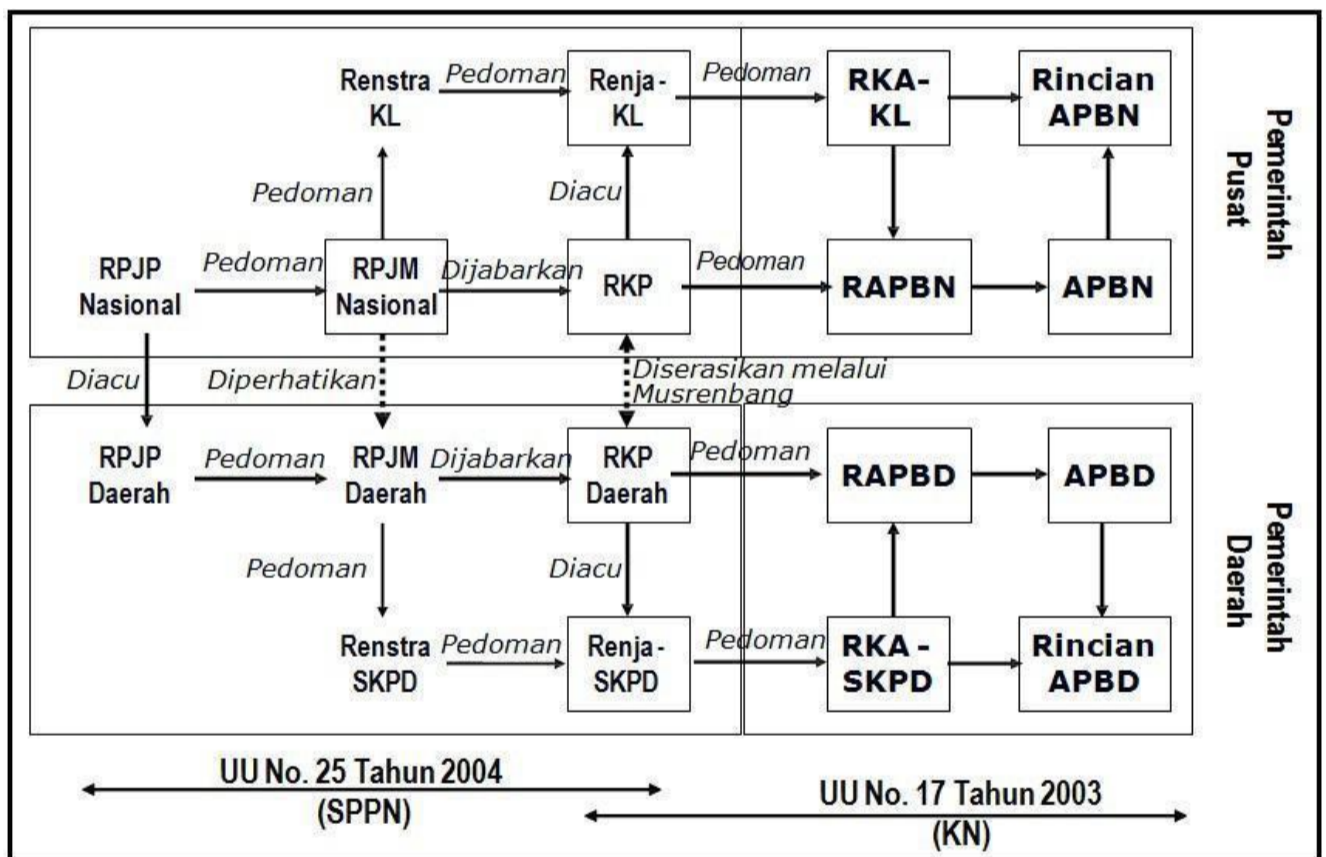 Renstra
KL
Pedoman
Renja-
KL
Pedoman
RKA-
KL
Rincian
APBN
Pemerintah
Pusat
Pedoman
Diacu
RPJP
Nasional
Pedoman
RPJM
Nasional
Dijabarkan
RKP
Pedoman
RAPBN
APBN
Diacu
Diperhatikan
Diserasikan melalui
Musrenbang
RPJP
Daerah
Pedoman
RPJM
Daerah
Dijabarkan
RKP
Daerah
Pedoman
RAPBD
APBD
Pemerintah
Daerah
Pedoman
Diacu
Renstra
SKPD
Pedoman
Renja-
SKPD
Pedoman
RKA -
SKPD
Rincian
APBD
UU No. 25 Tahun 2004
(SPPN)
UU No. 17 Tahun 2003
(KN)